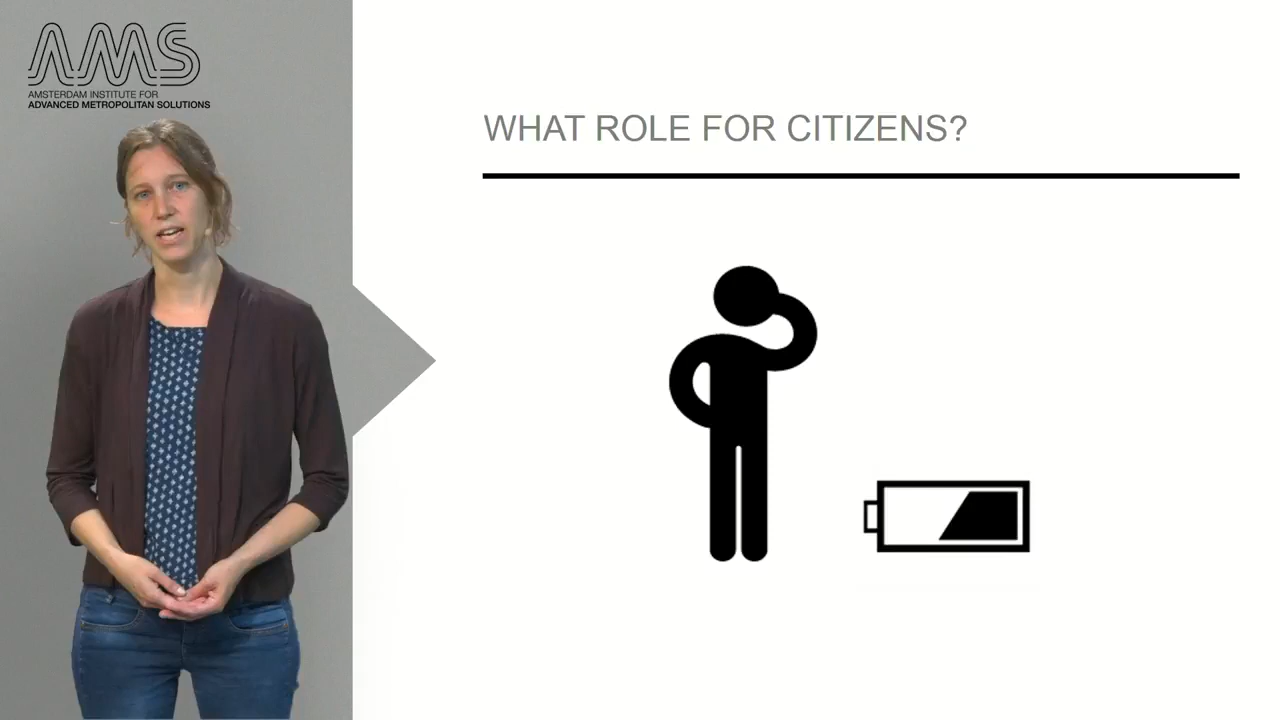 AMS
AMSTERDAM INSTITUTE FOR
ADVANCED METROPOLITAN SOLUTIONS
WHAT ROLE FOR CITIZENS?